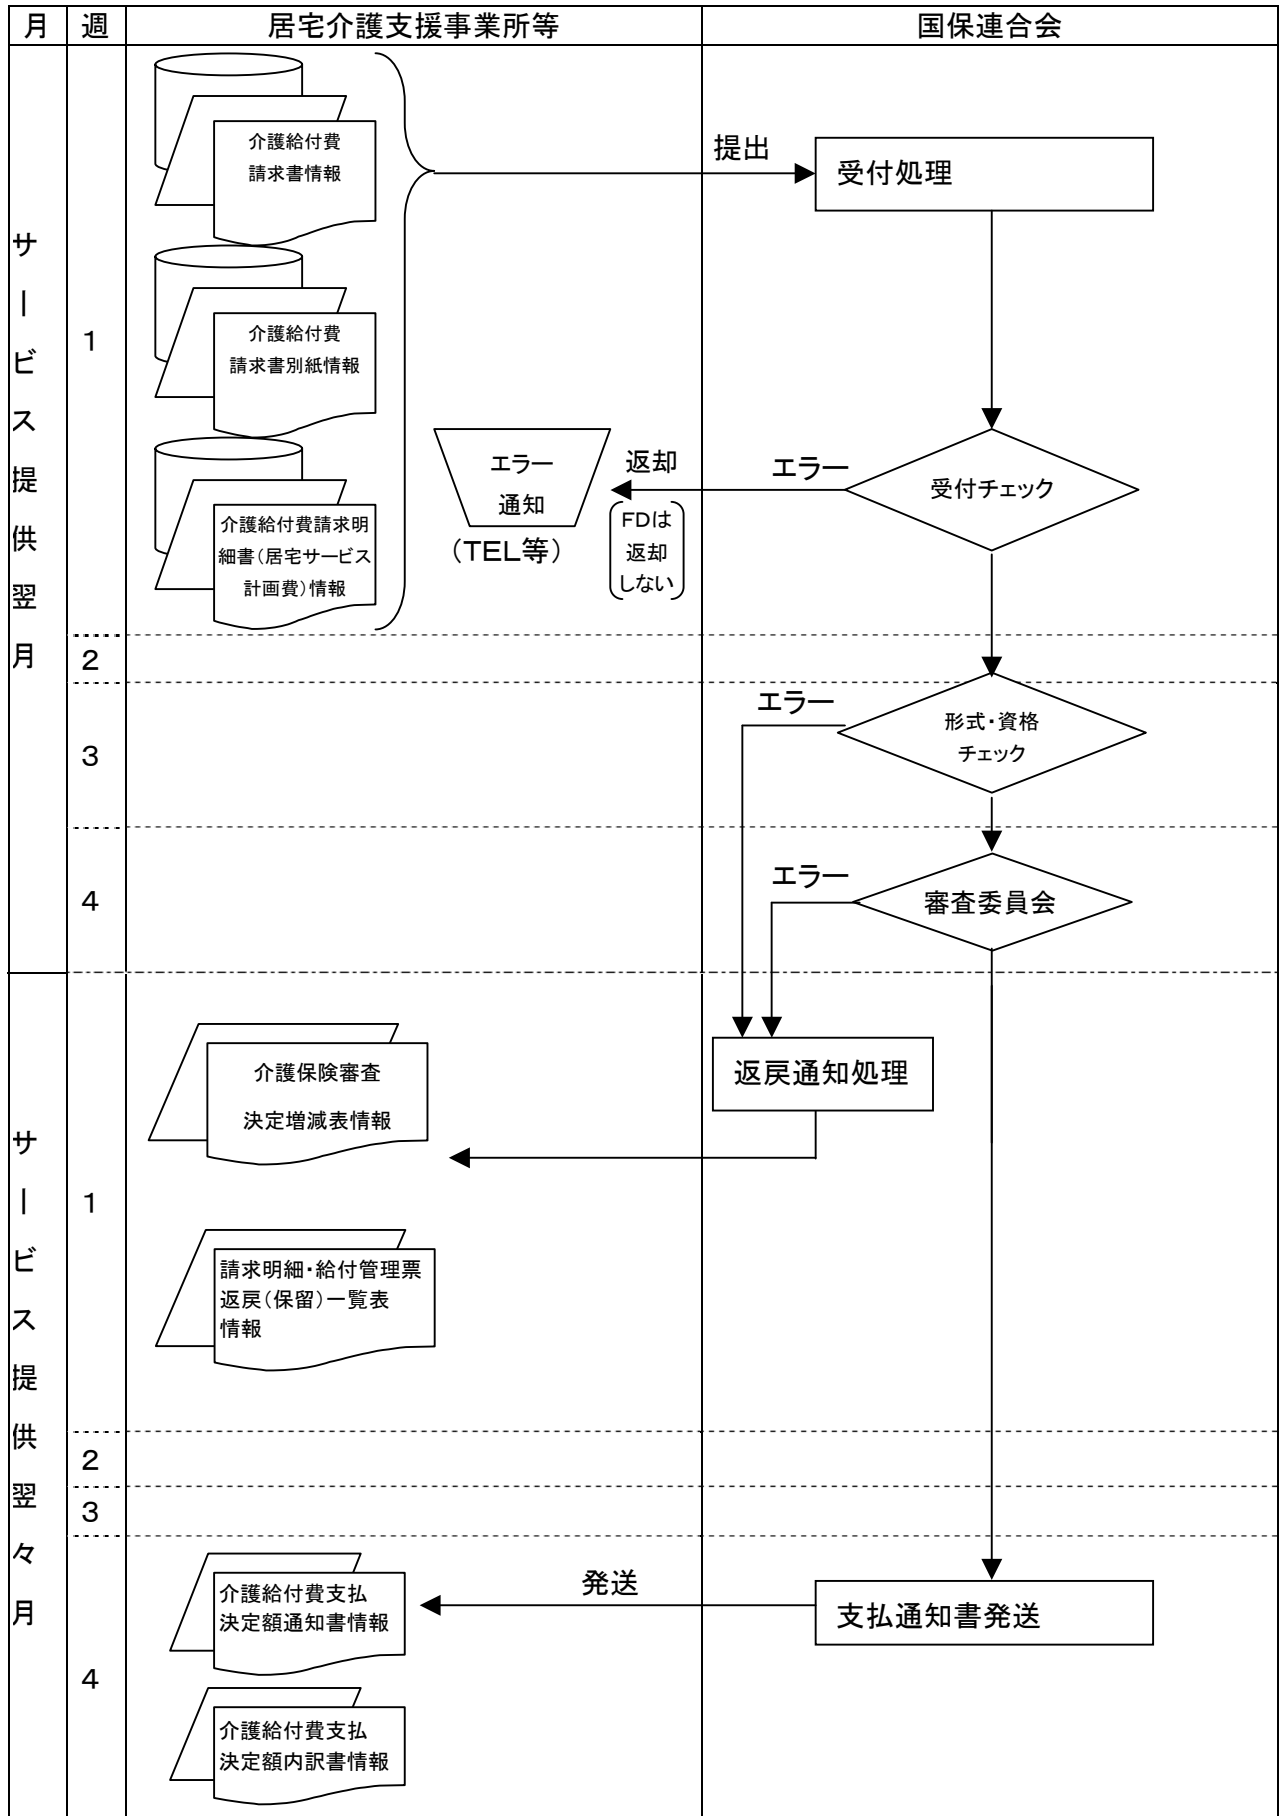 月 週 居宅介護支援事業所等 国保連合会
サービス提供翌月
1
介護給付費
請求書情報
提出
受付処理
介護給付費
請求書別紙情報
介護給付費請求明
細書(居宅サービス
計画費)情報
エラー
通知
(TEL等)
返却
FDは
返却
しない
エラー
受付チェック
2
3
エラー
形式・資格
チェック
4
エラー
審査委員会
サービス提供翌々月
1
介護保険審査
決定増減表情報
返戻通知処理
請求明細・給付管理票
返戻(保留)一覧表
情報
2
3
4
介護給付費支払
決定額通知書情報
発送
支払通知書発送
介護給付費支払
決定額内訳書情報